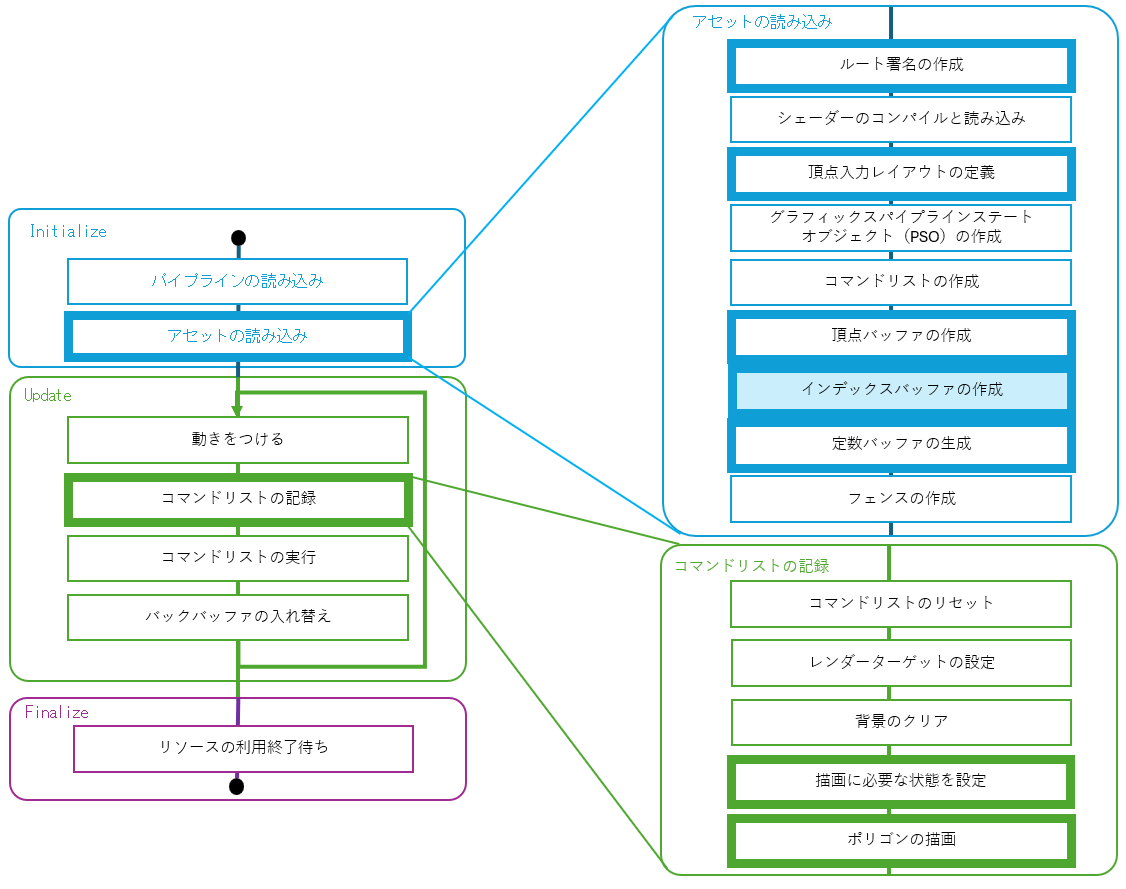 Initialize
パイプラインの読み込み
アセットの読み込み
Update
動きをつける
コマンドリストの記録
コマンドリストの実行
バックバッファの入れ替え
Finalize
リソースの利用終了待ち
アセットの読み込み
ルート署名の作成
シェーダーのコンパイルと読み込み
頂点入力レイアウトの定義
グラフィックスパイプラインステート
オブジェクト（PSO）の作成
コマンドリストの作成
頂点バッファの作成
インデックスバッファの作成
定数バッファの生成
フェンスの作成
コマンドリストの記録
コマンドリストのリセット
レンダーターゲットの設定
背景のクリア
描画に必要な状態を設定
ポリゴンの描画